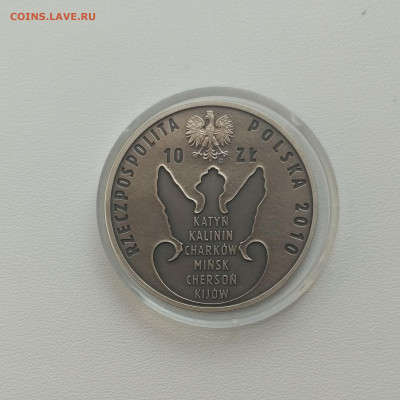 COINS.LAVE.RU
RZECZPOSPOLITA POLSKA 2010
10 ZŁ
KATYŃ
KALININ
CHARKÓW
MIŃSK
CHERSOŃ
KIJÓW